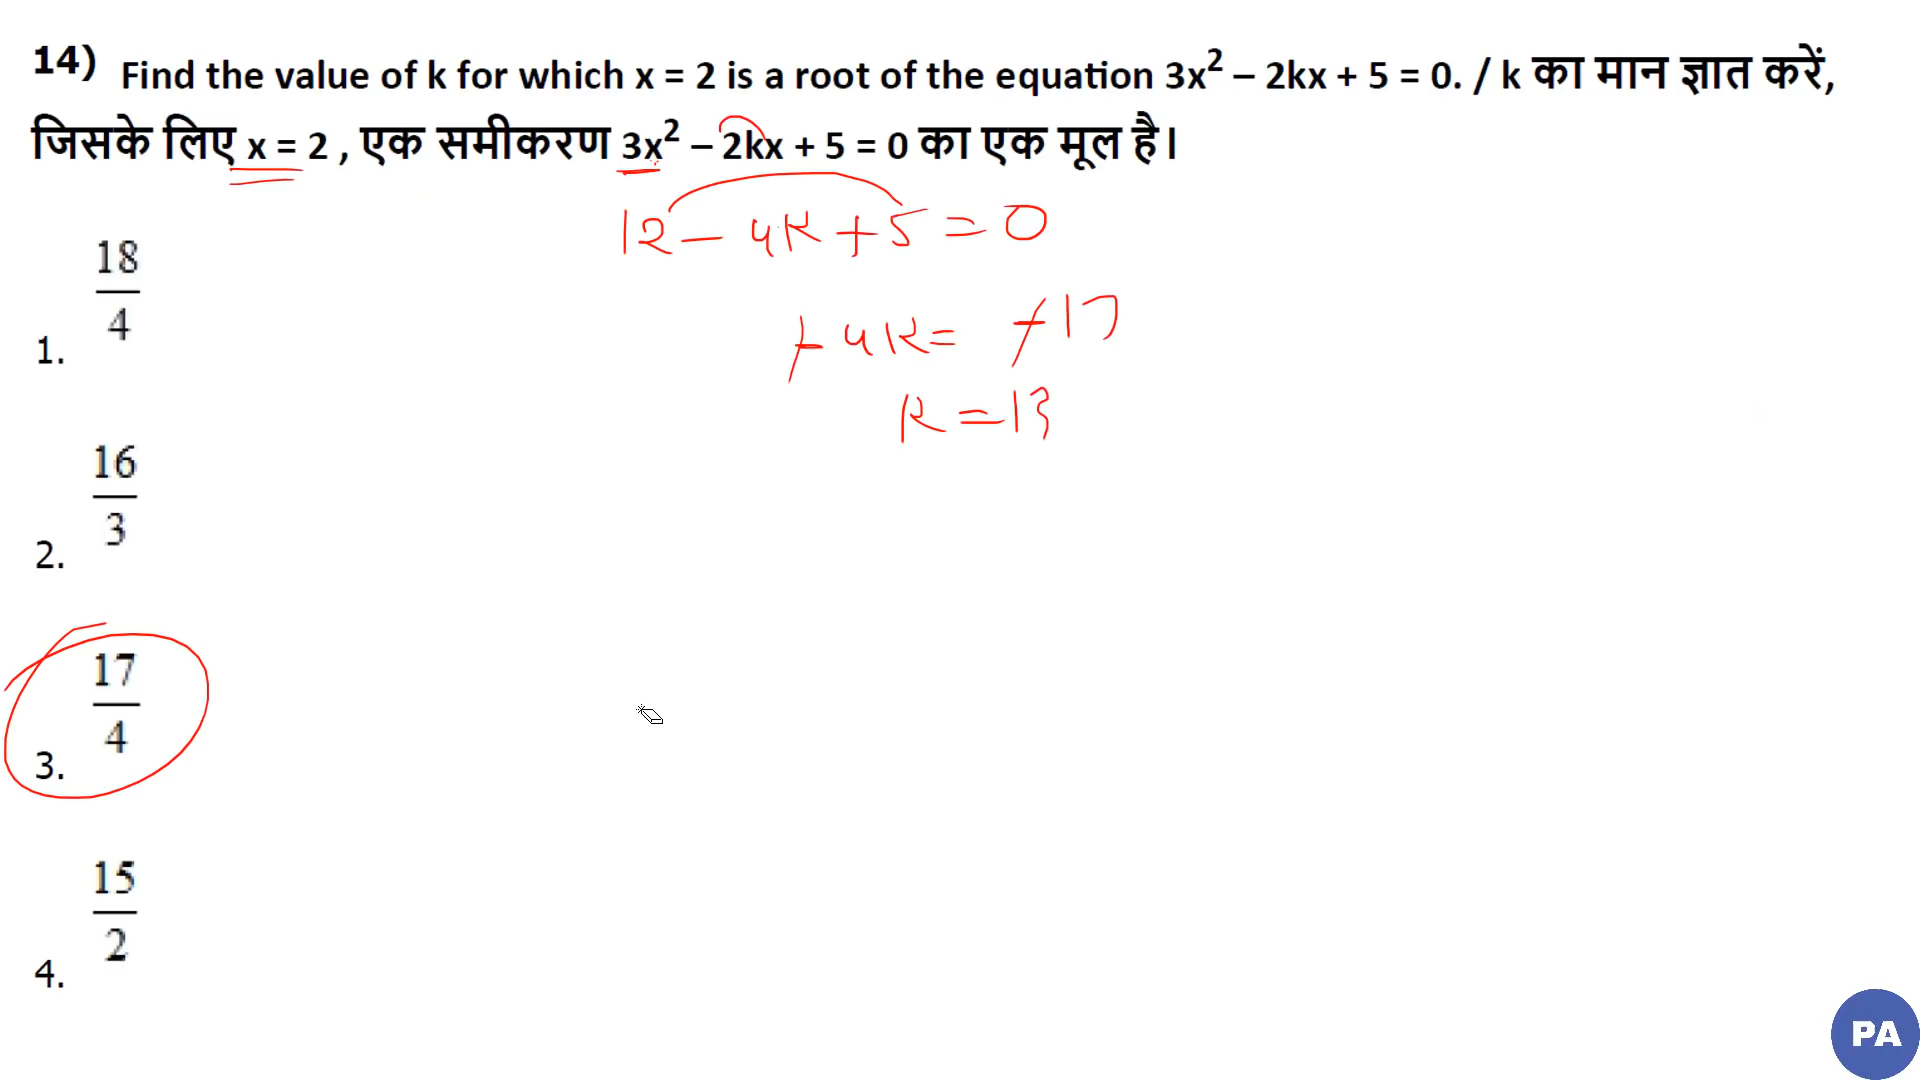 14) Find the value of k for which x = 2 is a root of the equation 3x² – 2kx + 5 = 0. / k का मान ज्ञात करें,
जिसके लिए x = 2 , एक समीकरण 3x² – 2kx + 5 = 0 का एक मूल है।
12 – 4k + 5 = 0
– 4k = – 17
k = 13
1. 18/4
2. 16/3
3. 17/4
4. 15/2
PA